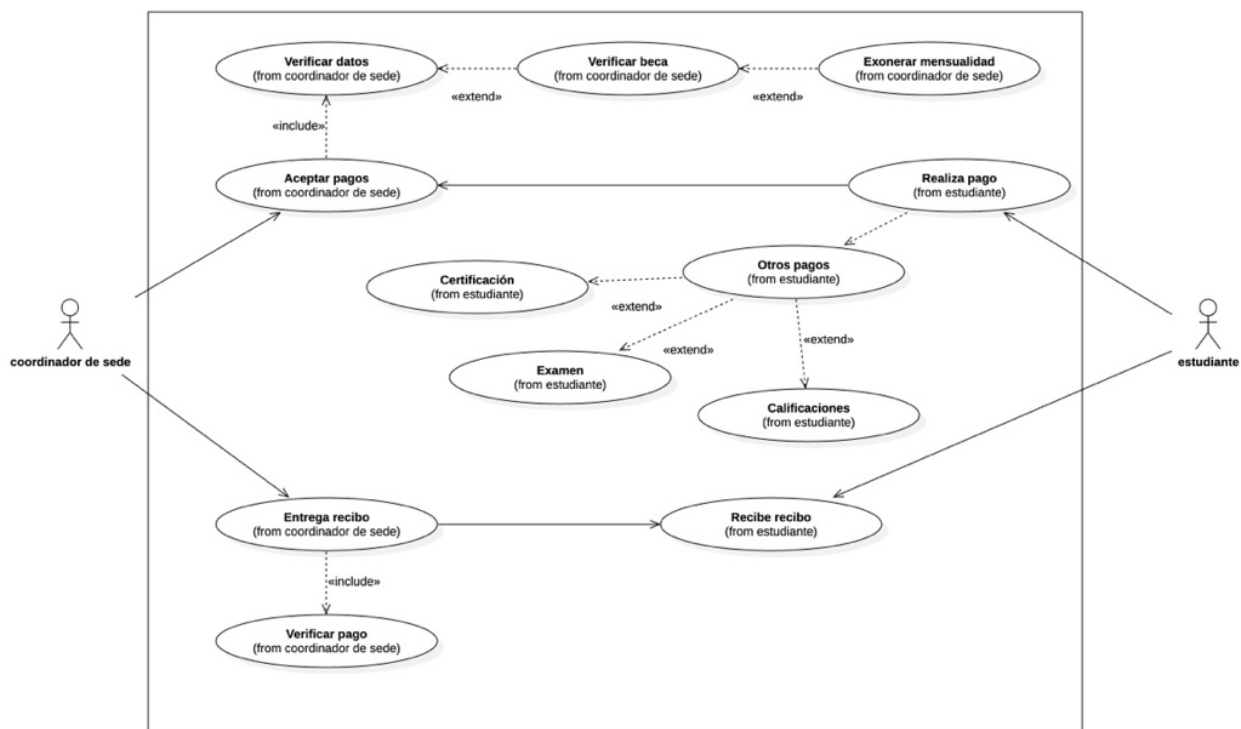 Verificar datos
(from coordinador de sede)
Verificar beca
(from coordinador de sede)
Exonerar mensualidad
(from coordinador de sede)
«extend»
«extend»
«include»
Aceptar pagos
(from coordinador de sede)
Realiza pago
(from estudiante)
Otros pagos
(from estudiante)
Certificación
(from estudiante)
«extend»
«extend»
«extend»
coordinador de sede
estudiante
Examen
(from estudiante)
Calificaciones
(from estudiante)
Entrega recibo
(from coordinador de sede)
Recibe recibo
(from estudiante)
«include»
Verificar pago
(from coordinador de sede)